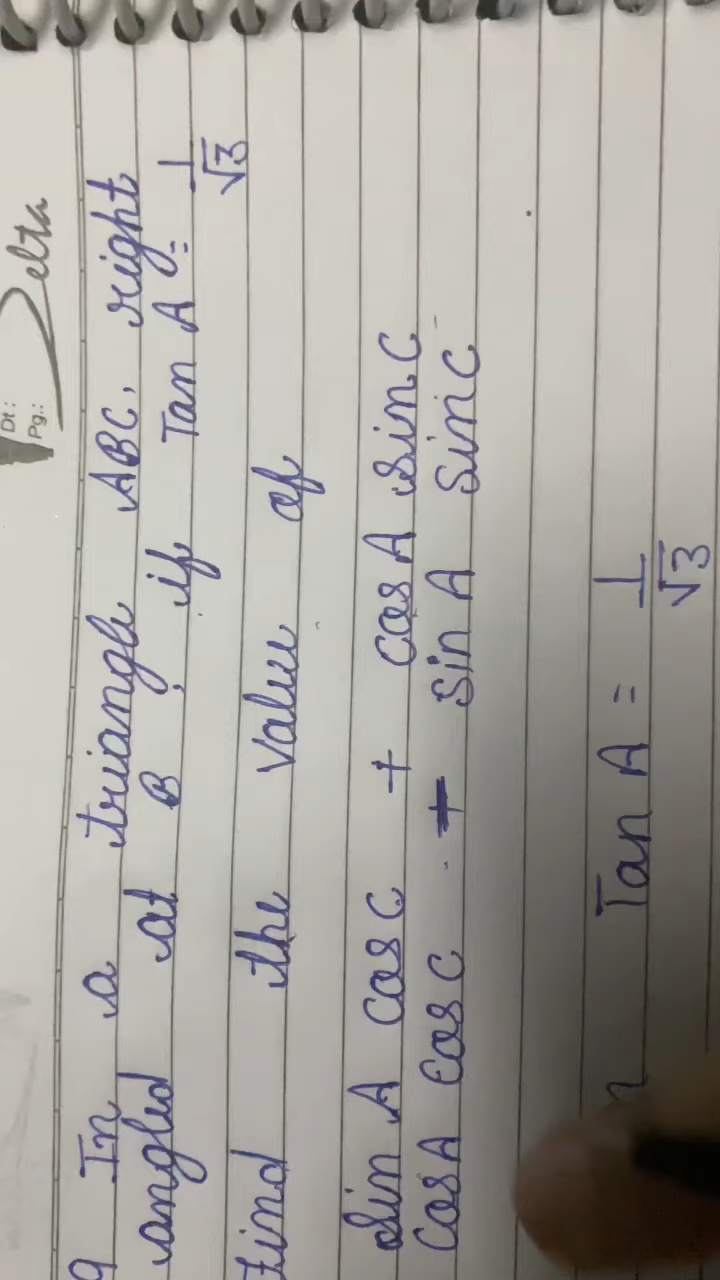 Dt.:
Pg.:
Delta
9 In a triangle ABC, right
angled at B, if Tan A = 1/√3
Find the value of
sin A cos C + cos A sin C
cos A cos C + sin A sin C
Tan A = 1/√3